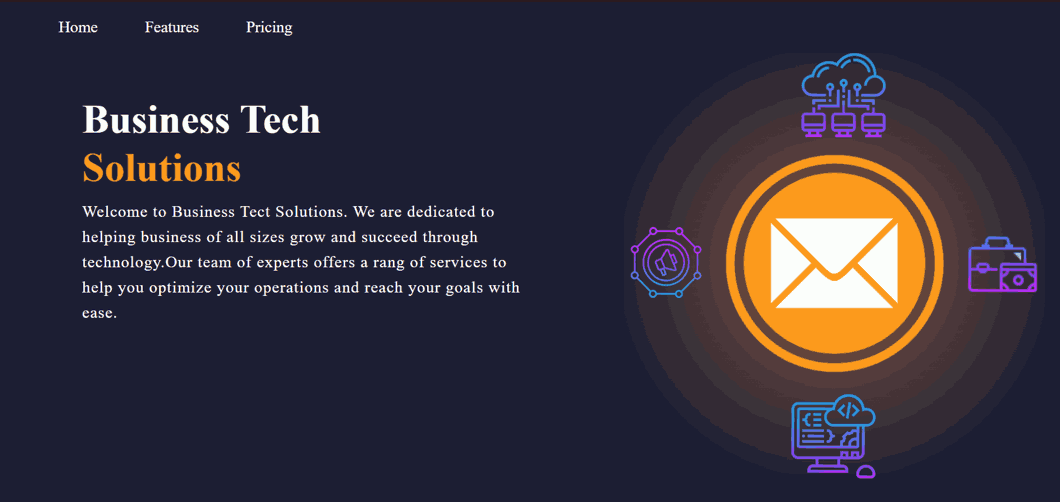 Home Features Pricing
Business Tech
Solutions
Welcome to Business Tect Solutions. We are dedicated to
helping business of all sizes grow and succeed through
technology.Our team of experts offers a rang of services to
help you optimize your operations and reach your goals with
ease.